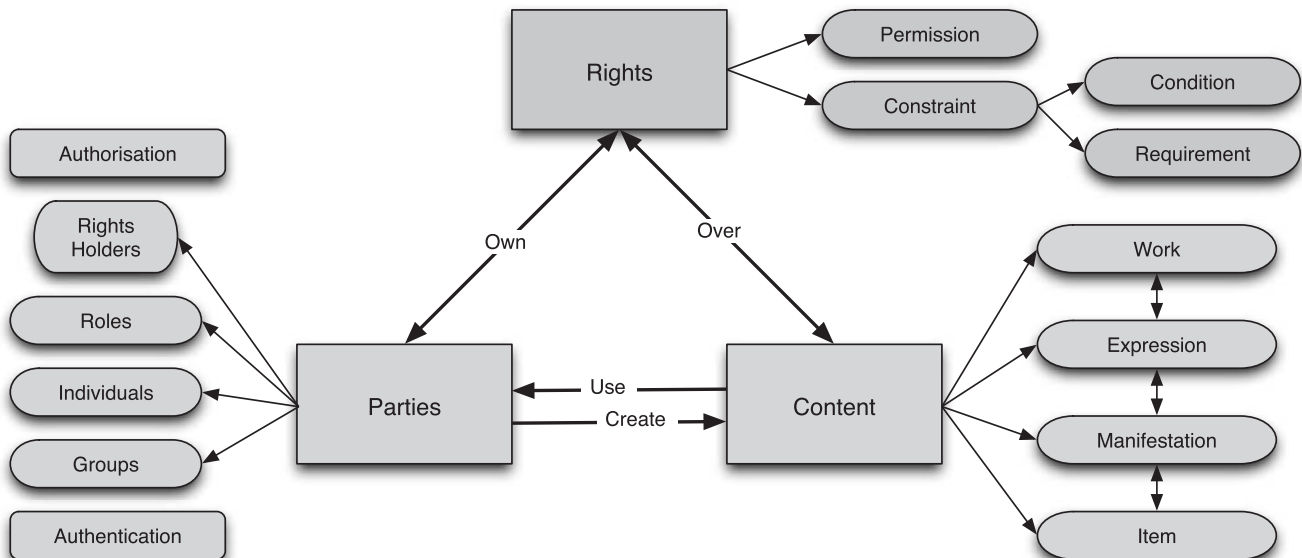 Permission
Rights
Condition
Constraint
Authorisation
Requirement
Rights
Holders
Own
Over
Work
Roles
Expression
Individuals
Use
Parties
Content
Create
Manifestation
Groups
Authentication
Item